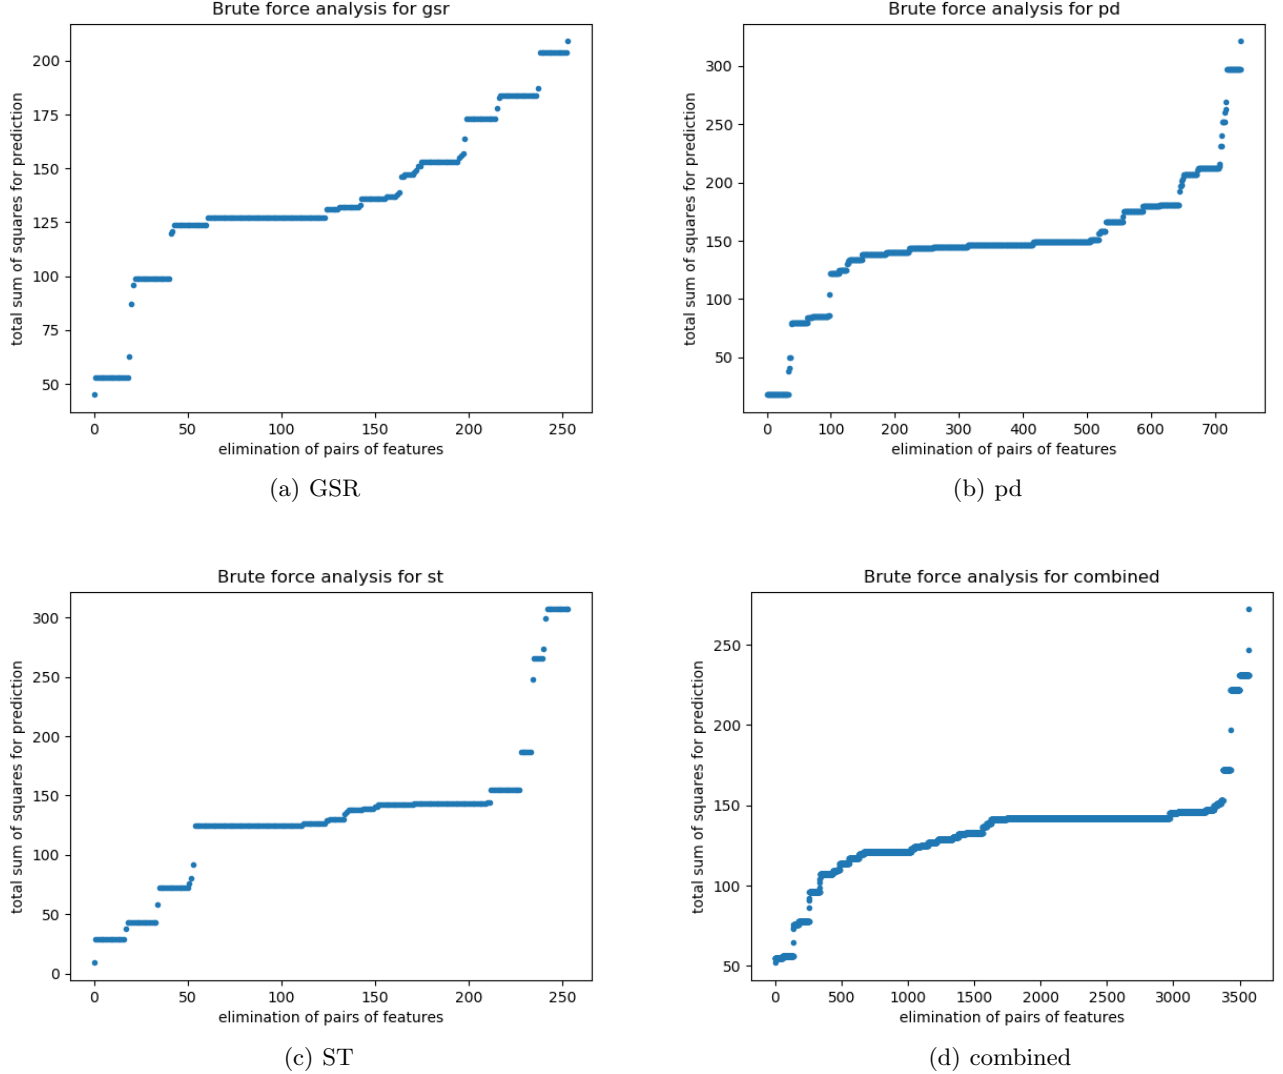 Brute force analysis for gsr
200
175
150
125
100
75
50
total sum of squares for prediction
0 50 100 150 200 250
elimination of pairs of features
(a) GSR
Brute force analysis for pd
300
250
200
150
100
50
total sum of squares for prediction
0 100 200 300 400 500 600 700
elimination of pairs of features
(b) pd
Brute force analysis for st
300
250
200
150
100
50
0
total sum of squares for prediction
0 50 100 150 200 250
elimination of pairs of features
(c) ST
Brute force analysis for combined
250
200
150
100
50
total sum of squares for prediction
0 500 1000 1500 2000 2500 3000 3500
elimination of pairs of features
(d) combined